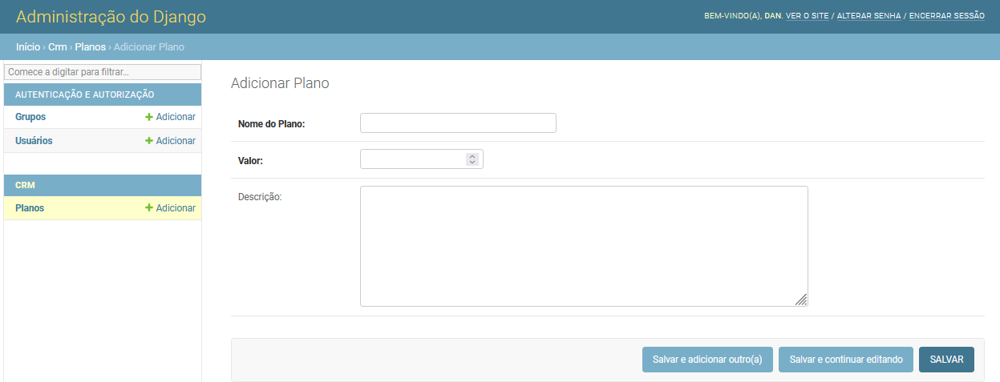 Administração do Django
BEM-VINDO(A), DAN. VER O SITE / ALTERAR SENHA / ENCERRAR SESSÃO
Início › Crm › Planos › Adicionar Plano
Comece a digitar para filtrar...
AUTENTICAÇÃO E AUTORIZAÇÃO
Grupos + Adicionar
Usuários + Adicionar
CRM
Planos + Adicionar
Adicionar Plano
Nome do Plano:
Valor:
Descrição:
Salvar e adicionar outro(a)
Salvar e continuar editando
SALVAR